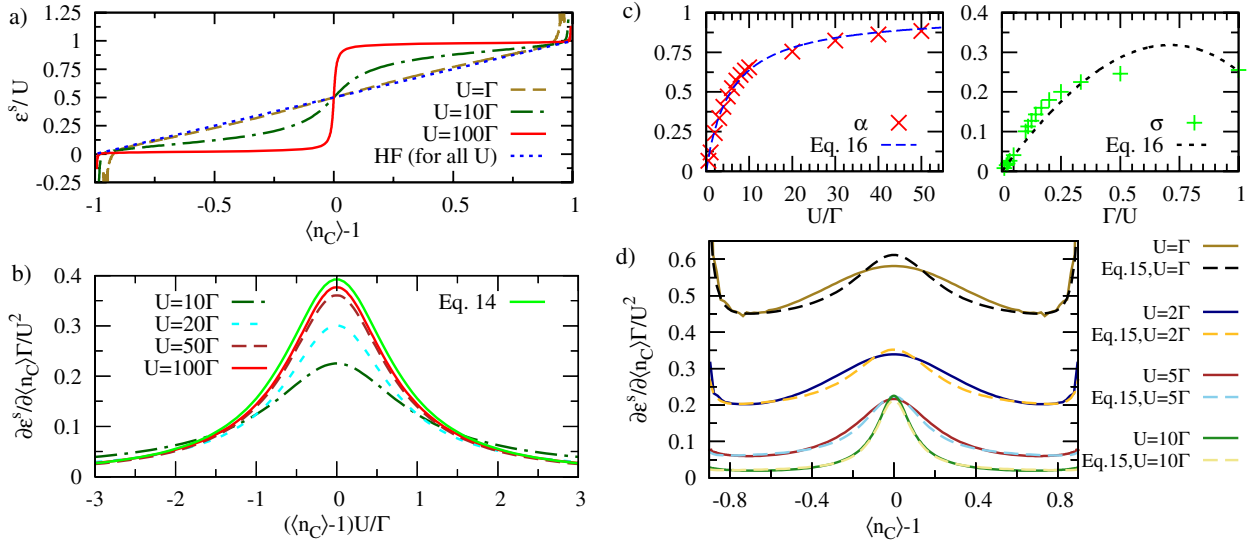 a)
ε^s/ U
1.25
1
0.75
0.5
0.25
0
-0.25
U=Γ
U=10Γ
U=100Γ
HF (for all U)
-1
-0.5
0
0.5
1
⟨n_C⟩-1
b)
∂ε^s/∂⟨n_C⟩Γ/U^2
0.4
0.3
0.2
0.1
0
U=10Γ
U=20Γ
U=50Γ
U=100Γ
Eq. 14
-3
-2
-1
0
1
2
3
(⟨n_C⟩-1)U/Γ
c)
1
0.75
0.5
0.25
0
α
Eq. 16
0
10
20
30
40
50
U/Γ
0.4
0.3
0.2
0.1
0
σ
Eq. 16
0
0.25
0.5
0.75
1
Γ/U
d)
∂ε^s/∂⟨n_C⟩Γ/U^2
0.6
0.5
0.4
0.3
0.2
0.1
0
-0.8
-0.4
0
0.4
0.8
⟨n_C⟩-1
U=Γ
Eq.15,U=Γ
U=2Γ
Eq.15,U=2Γ
U=5Γ
Eq.15,U=5Γ
U=10Γ
Eq.15,U=10Γ